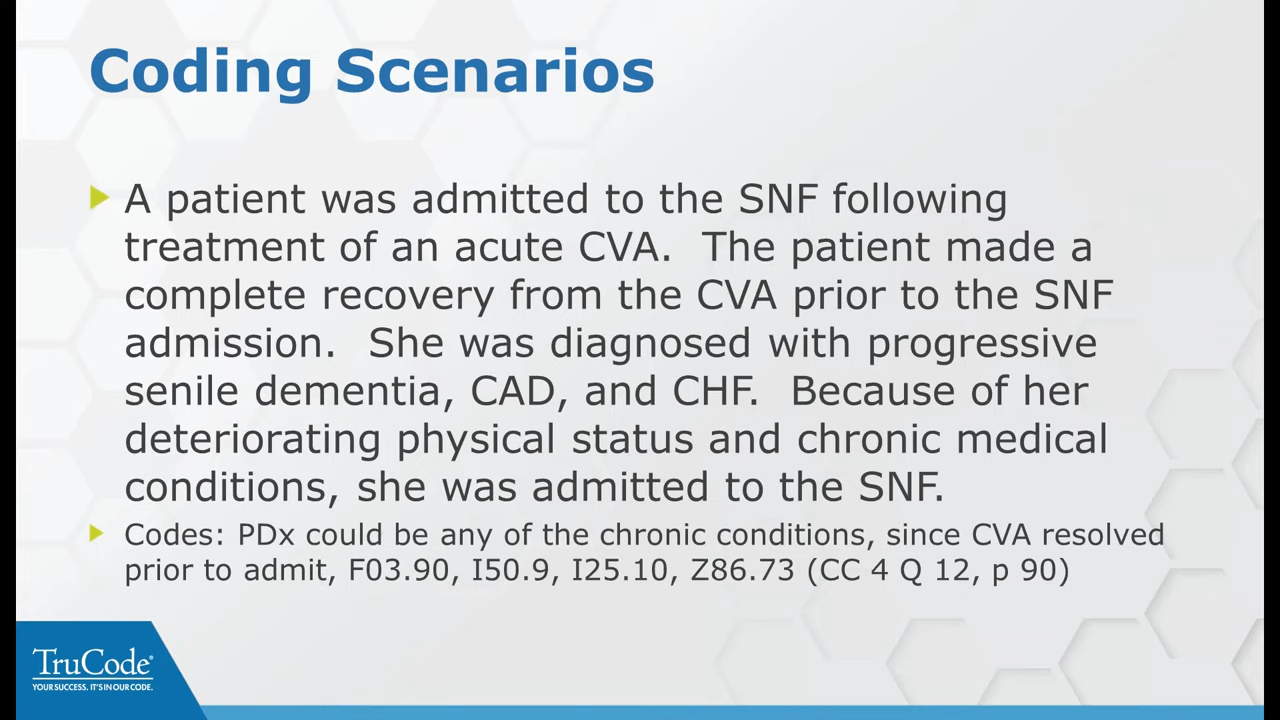 Coding Scenarios
A patient was admitted to the SNF following
treatment of an acute CVA.  The patient made a
complete recovery from the CVA prior to the SNF
admission.  She was diagnosed with progressive
senile dementia, CAD, and CHF.  Because of her
deteriorating physical status and chronic medical
conditions, she was admitted to the SNF.
Codes: PDx could be any of the chronic conditions, since CVA resolved
prior to admit, F03.90, I50.9, I25.10, Z86.73 (CC 4 Q 12, p 90)
TruCode®
YOUR SUCCESS. IT'S IN OUR CODE.